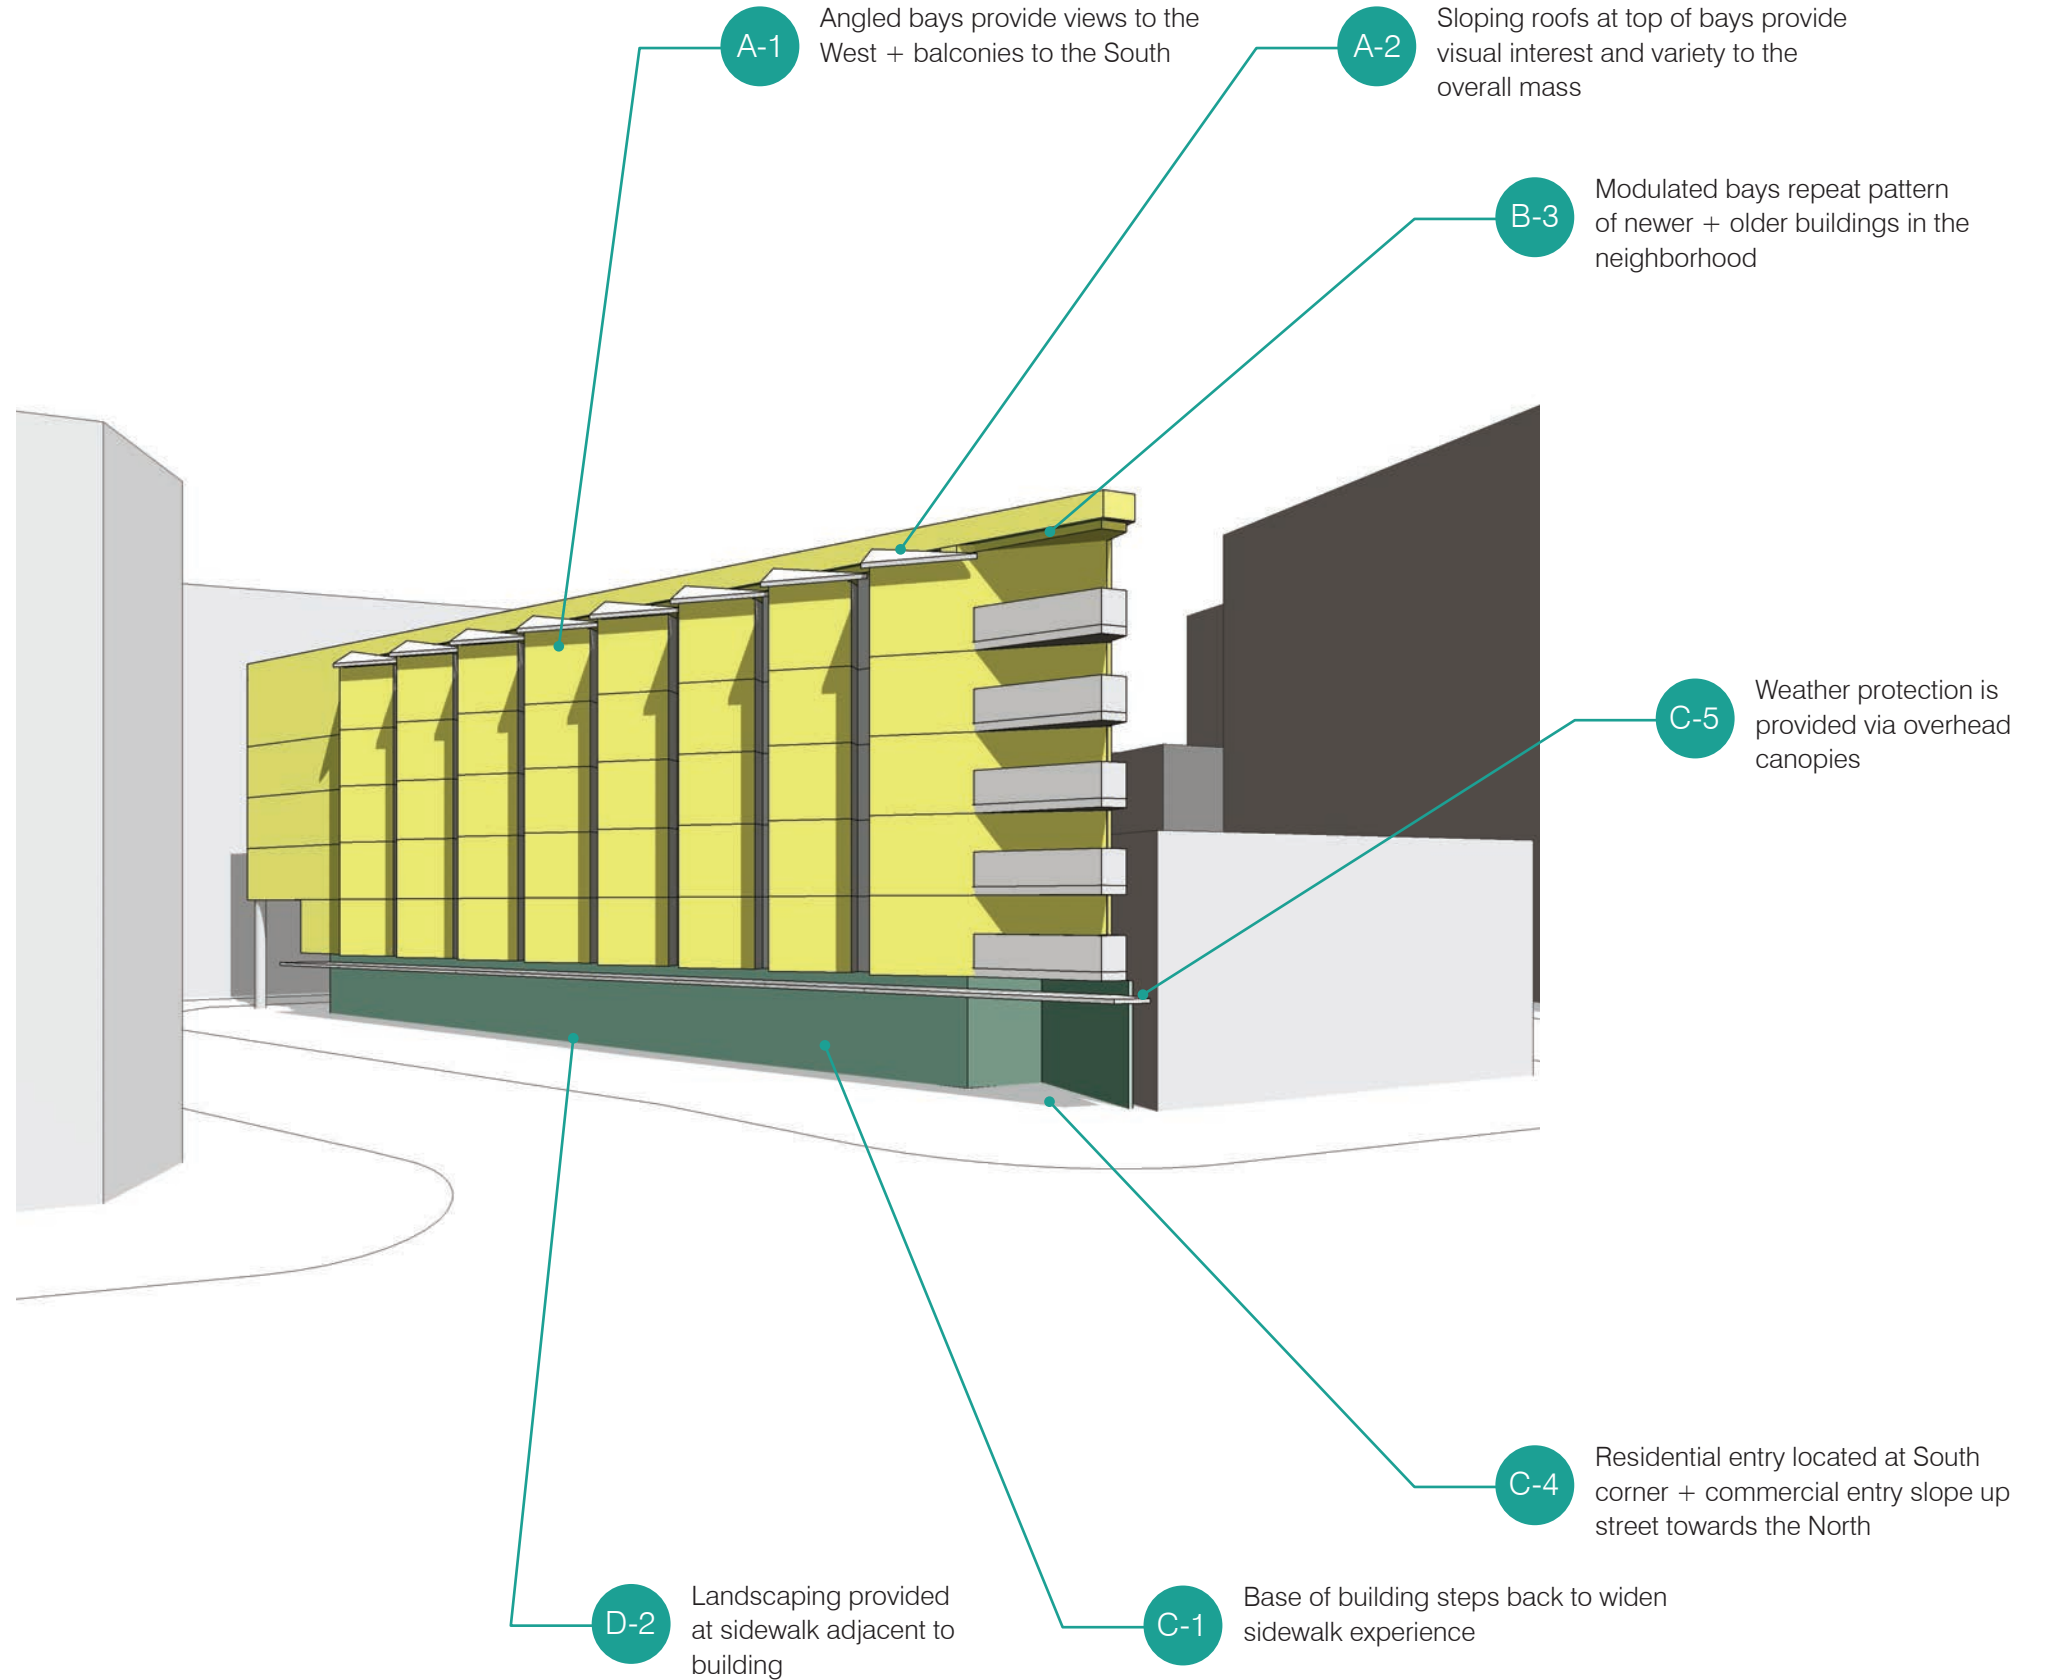 A-1
Angled bays provide views to the
West + balconies to the South
A-2
Sloping roofs at top of bays provide
visual interest and variety to the
overall mass
B-3
Modulated bays repeat pattern
of newer + older buildings in the
neighborhood
C-5
Weather protection is
provided via overhead
canopies
C-4
Residential entry located at South
corner + commercial entry slope up
street towards the North
D-2
Landscaping provided
at sidewalk adjacent to
building
C-1
Base of building steps back to widen
sidewalk experience